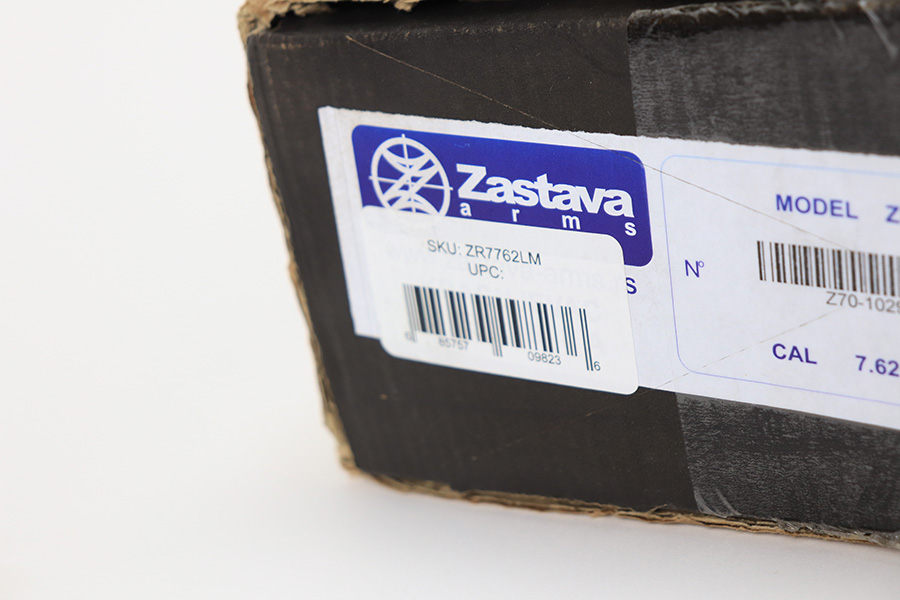 Zastava
arms
SKU: ZR7762LM
UPC:
6 85757 09823 6
S
MODEL Z
Nº
Z70-1029
CAL 7.62